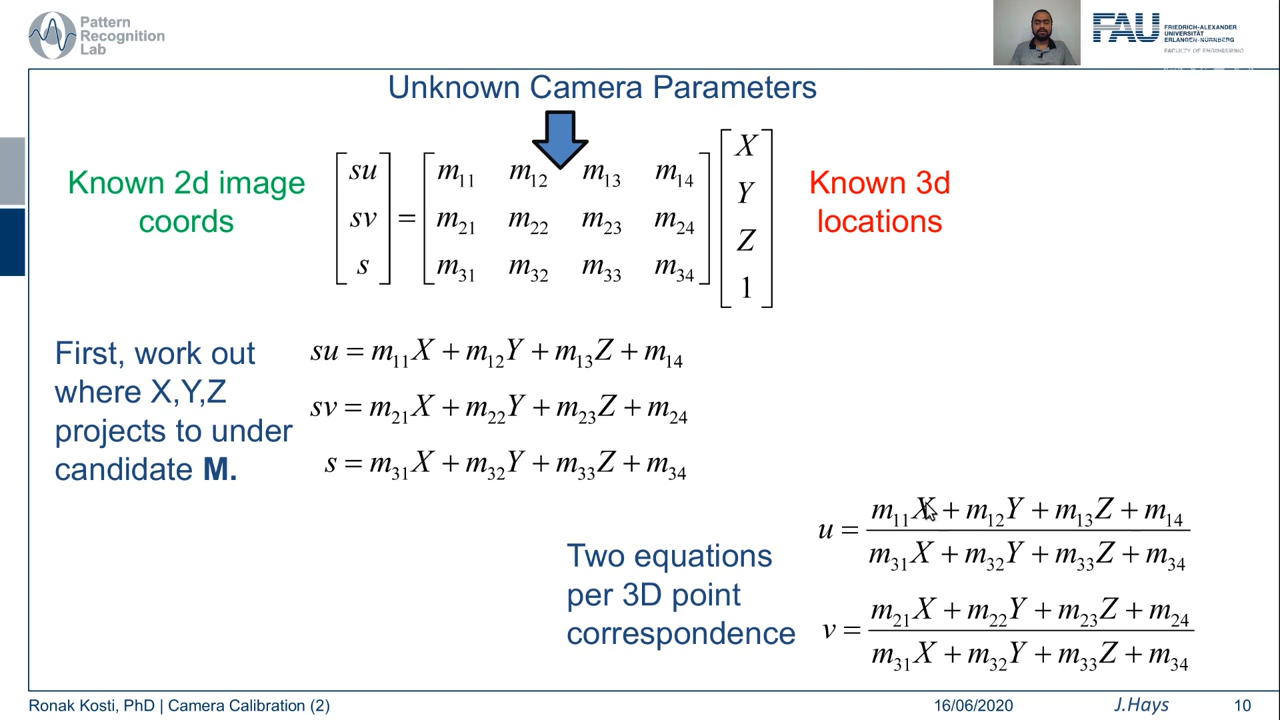 Pattern
Recognition
Lab
FAU
FRIEDRICH-ALEXANDER
UNIVERSITÄT
ERLANGEN-NÜRNBERG
FACULTY OF ENGINEERING
Unknown Camera Parameters
Known 2d image
coords
su
sv
s
=
m11 m12 m13 m14
m21 m22 m23 m24
m31 m32 m33 m34
X
Y
Z
1
Known 3d
locations
First, work out
where X,Y,Z
projects to under
candidate M.
su = m11X + m12Y + m13Z + m14
sv = m21X + m22Y + m23Z + m24
s = m31X + m32Y + m33Z + m34
Two equations
per 3D point
correspondence
u = 
m11X + m12Y + m13Z + m14
m31X + m32Y + m33Z + m34
v = 
m21X + m22Y + m23Z + m24
m31X + m32Y + m33Z + m34
Ronak Kosti, PhD | Camera Calibration (2)
16/06/2020
J.Hays
10